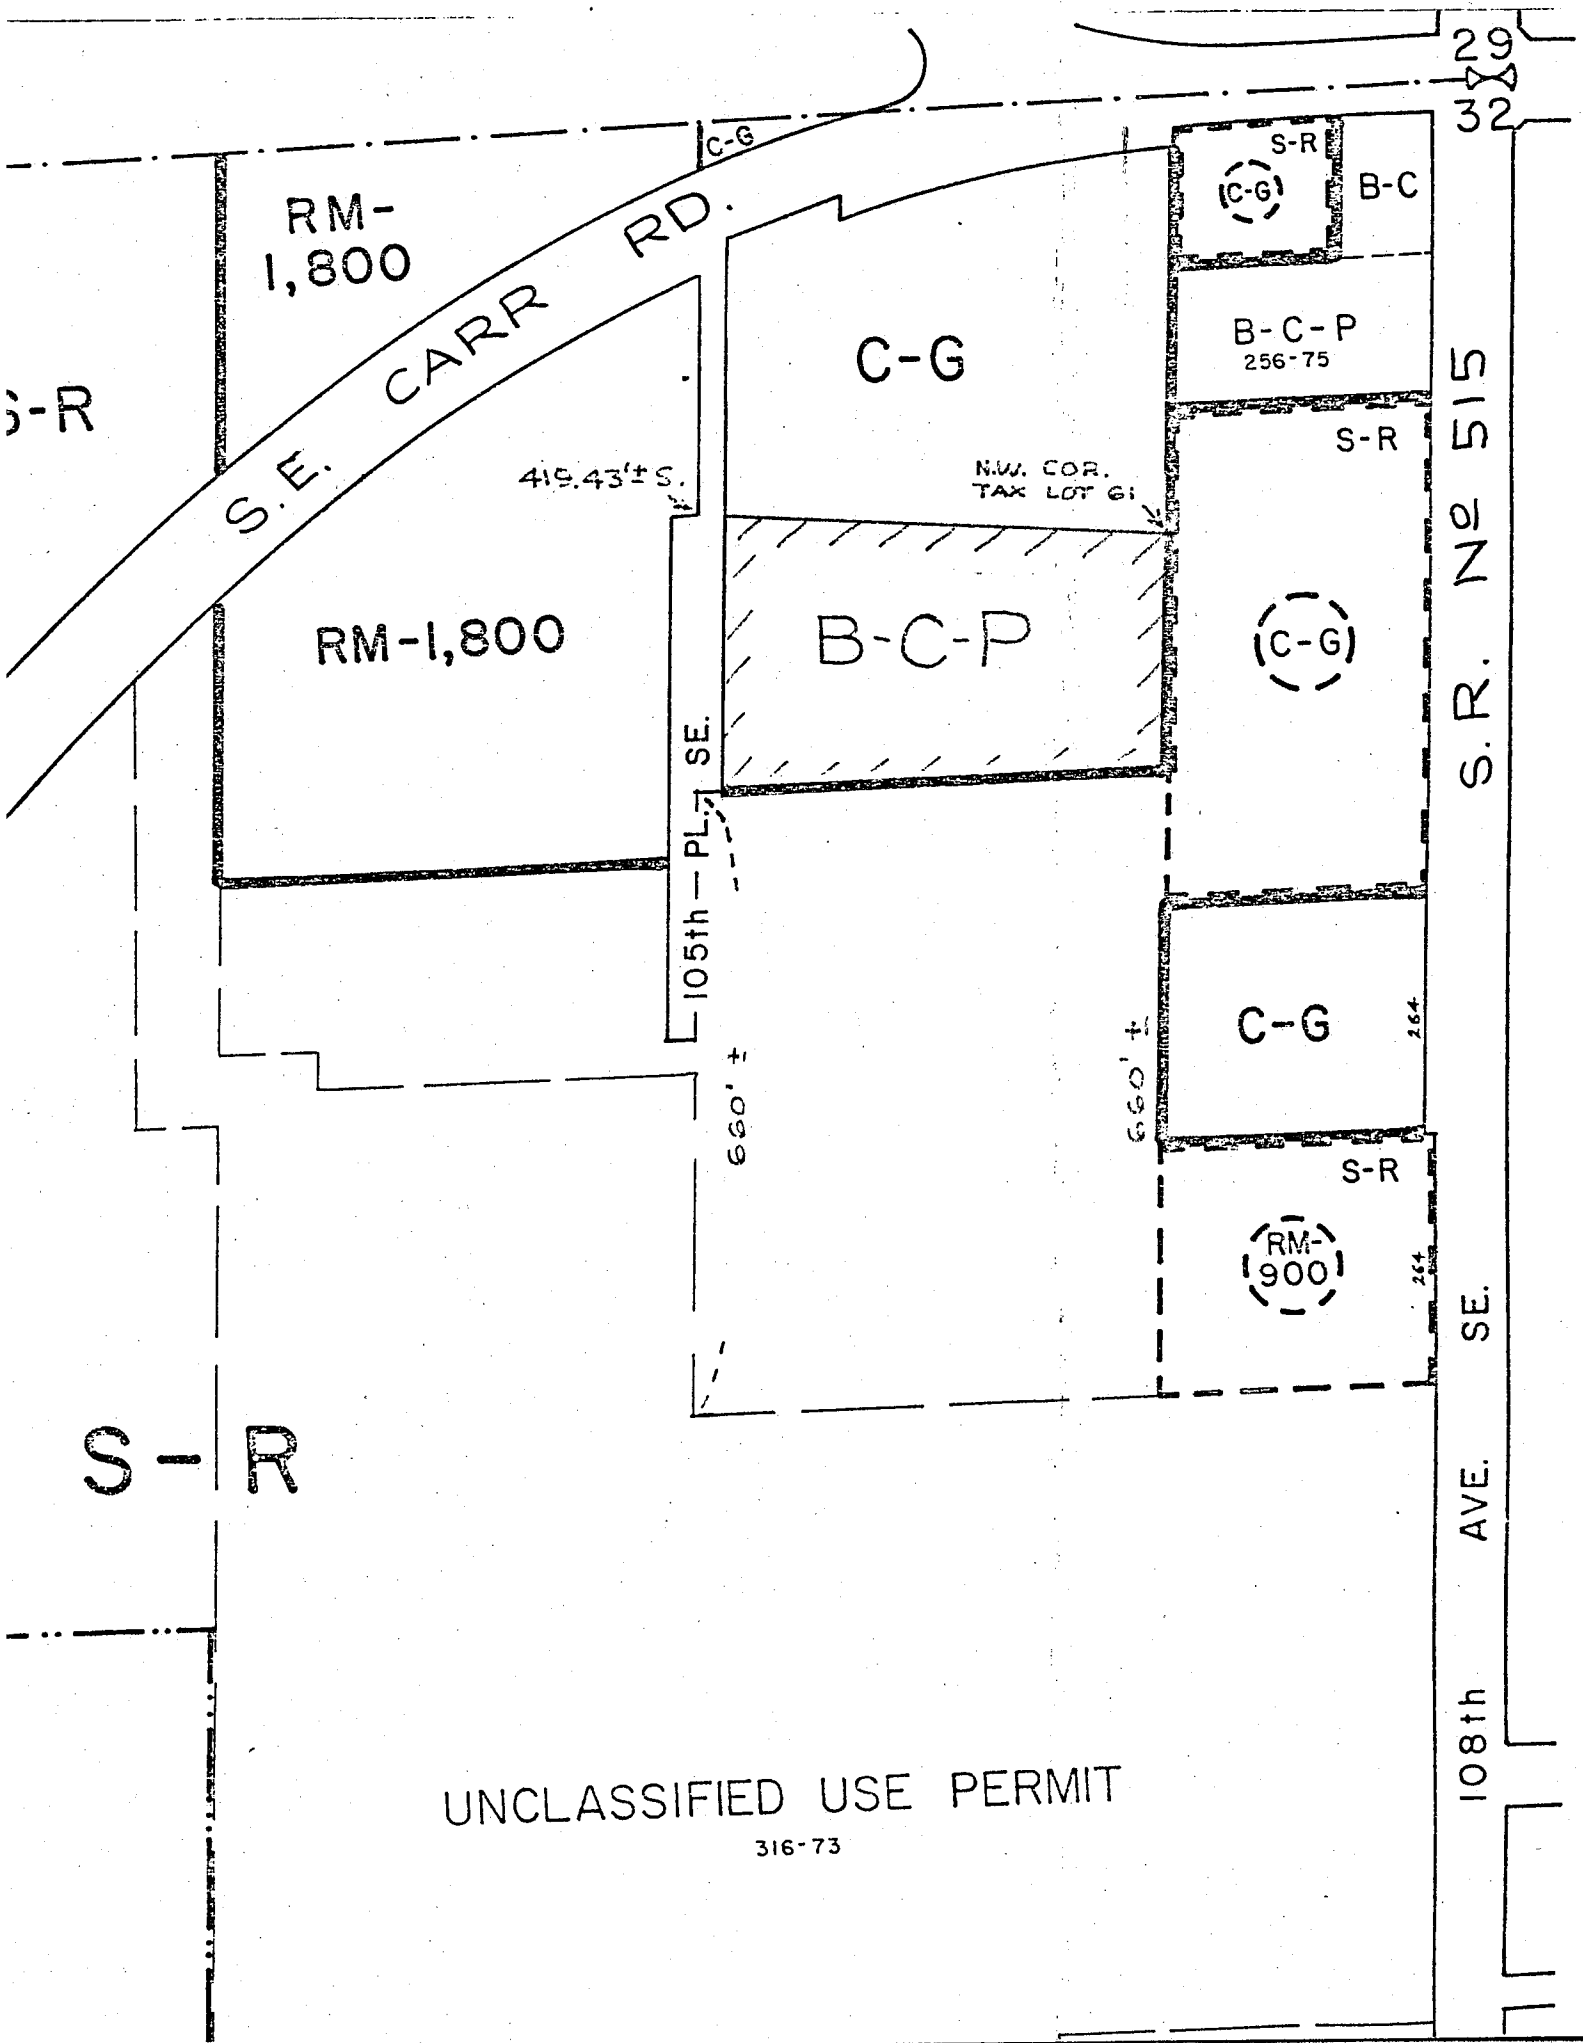 29
32
C-G
S-R
C-G
B-C
RM-
1,800
S.E. CARR RD.
C-G
B-C-P
256-75
S-R
S-R
419.43'± S.
N.W. COR.
TAX LOT 61
S.R. Nº 515
RM-1,800
B-C-P
C-G
105th PL. SE.
C-G
264
660' ±
660' ±
S-R
RM-
900
264
S-R
108th AVE. SE.
UNCLASSIFIED USE PERMIT
316-73